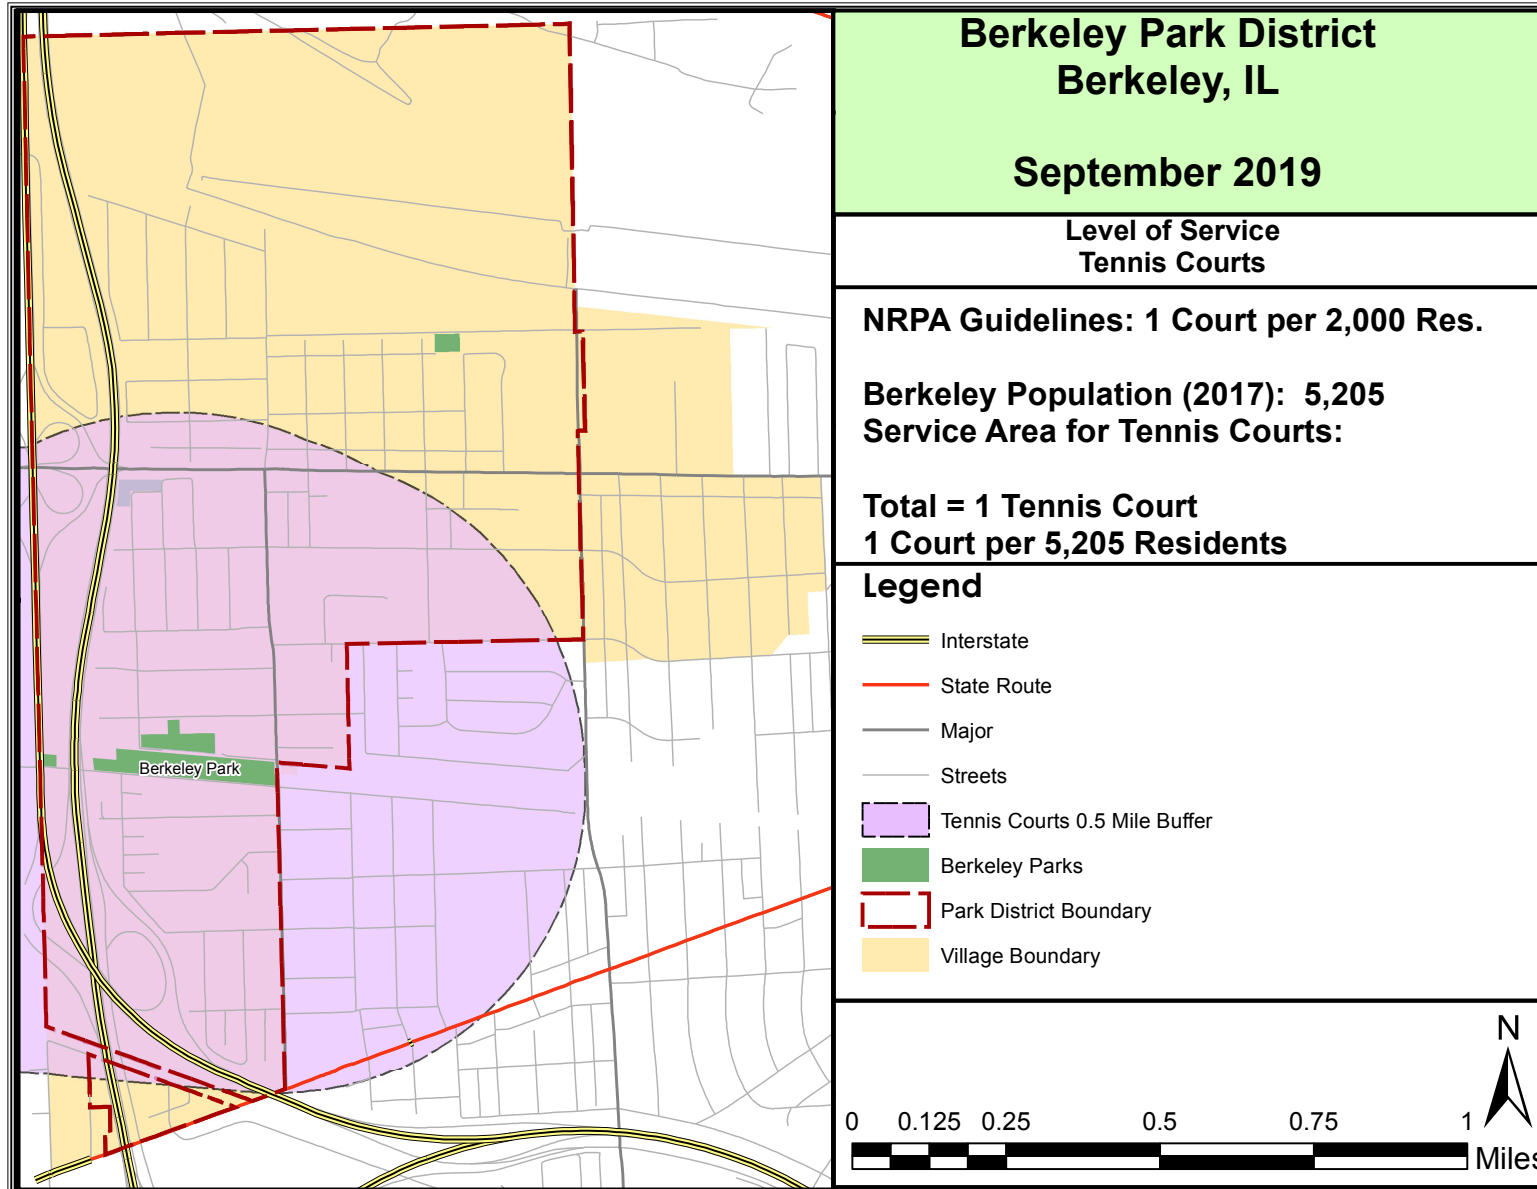 Berkeley Park District
Berkeley, IL
September 2019
Level of Service
Tennis Courts
NRPA Guidelines: 1 Court per 2,000 Res.
Berkeley Population (2017): 5,205
Service Area for Tennis Courts:
Total = 1 Tennis Court
1 Court per 5,205 Residents
Legend
Interstate
State Route
Major
Streets
Tennis Courts 0.5 Mile Buffer
Berkeley Parks
Park District Boundary
Village Boundary
Berkeley Park
N
0 0.125 0.25 0.5 0.75 1
Miles